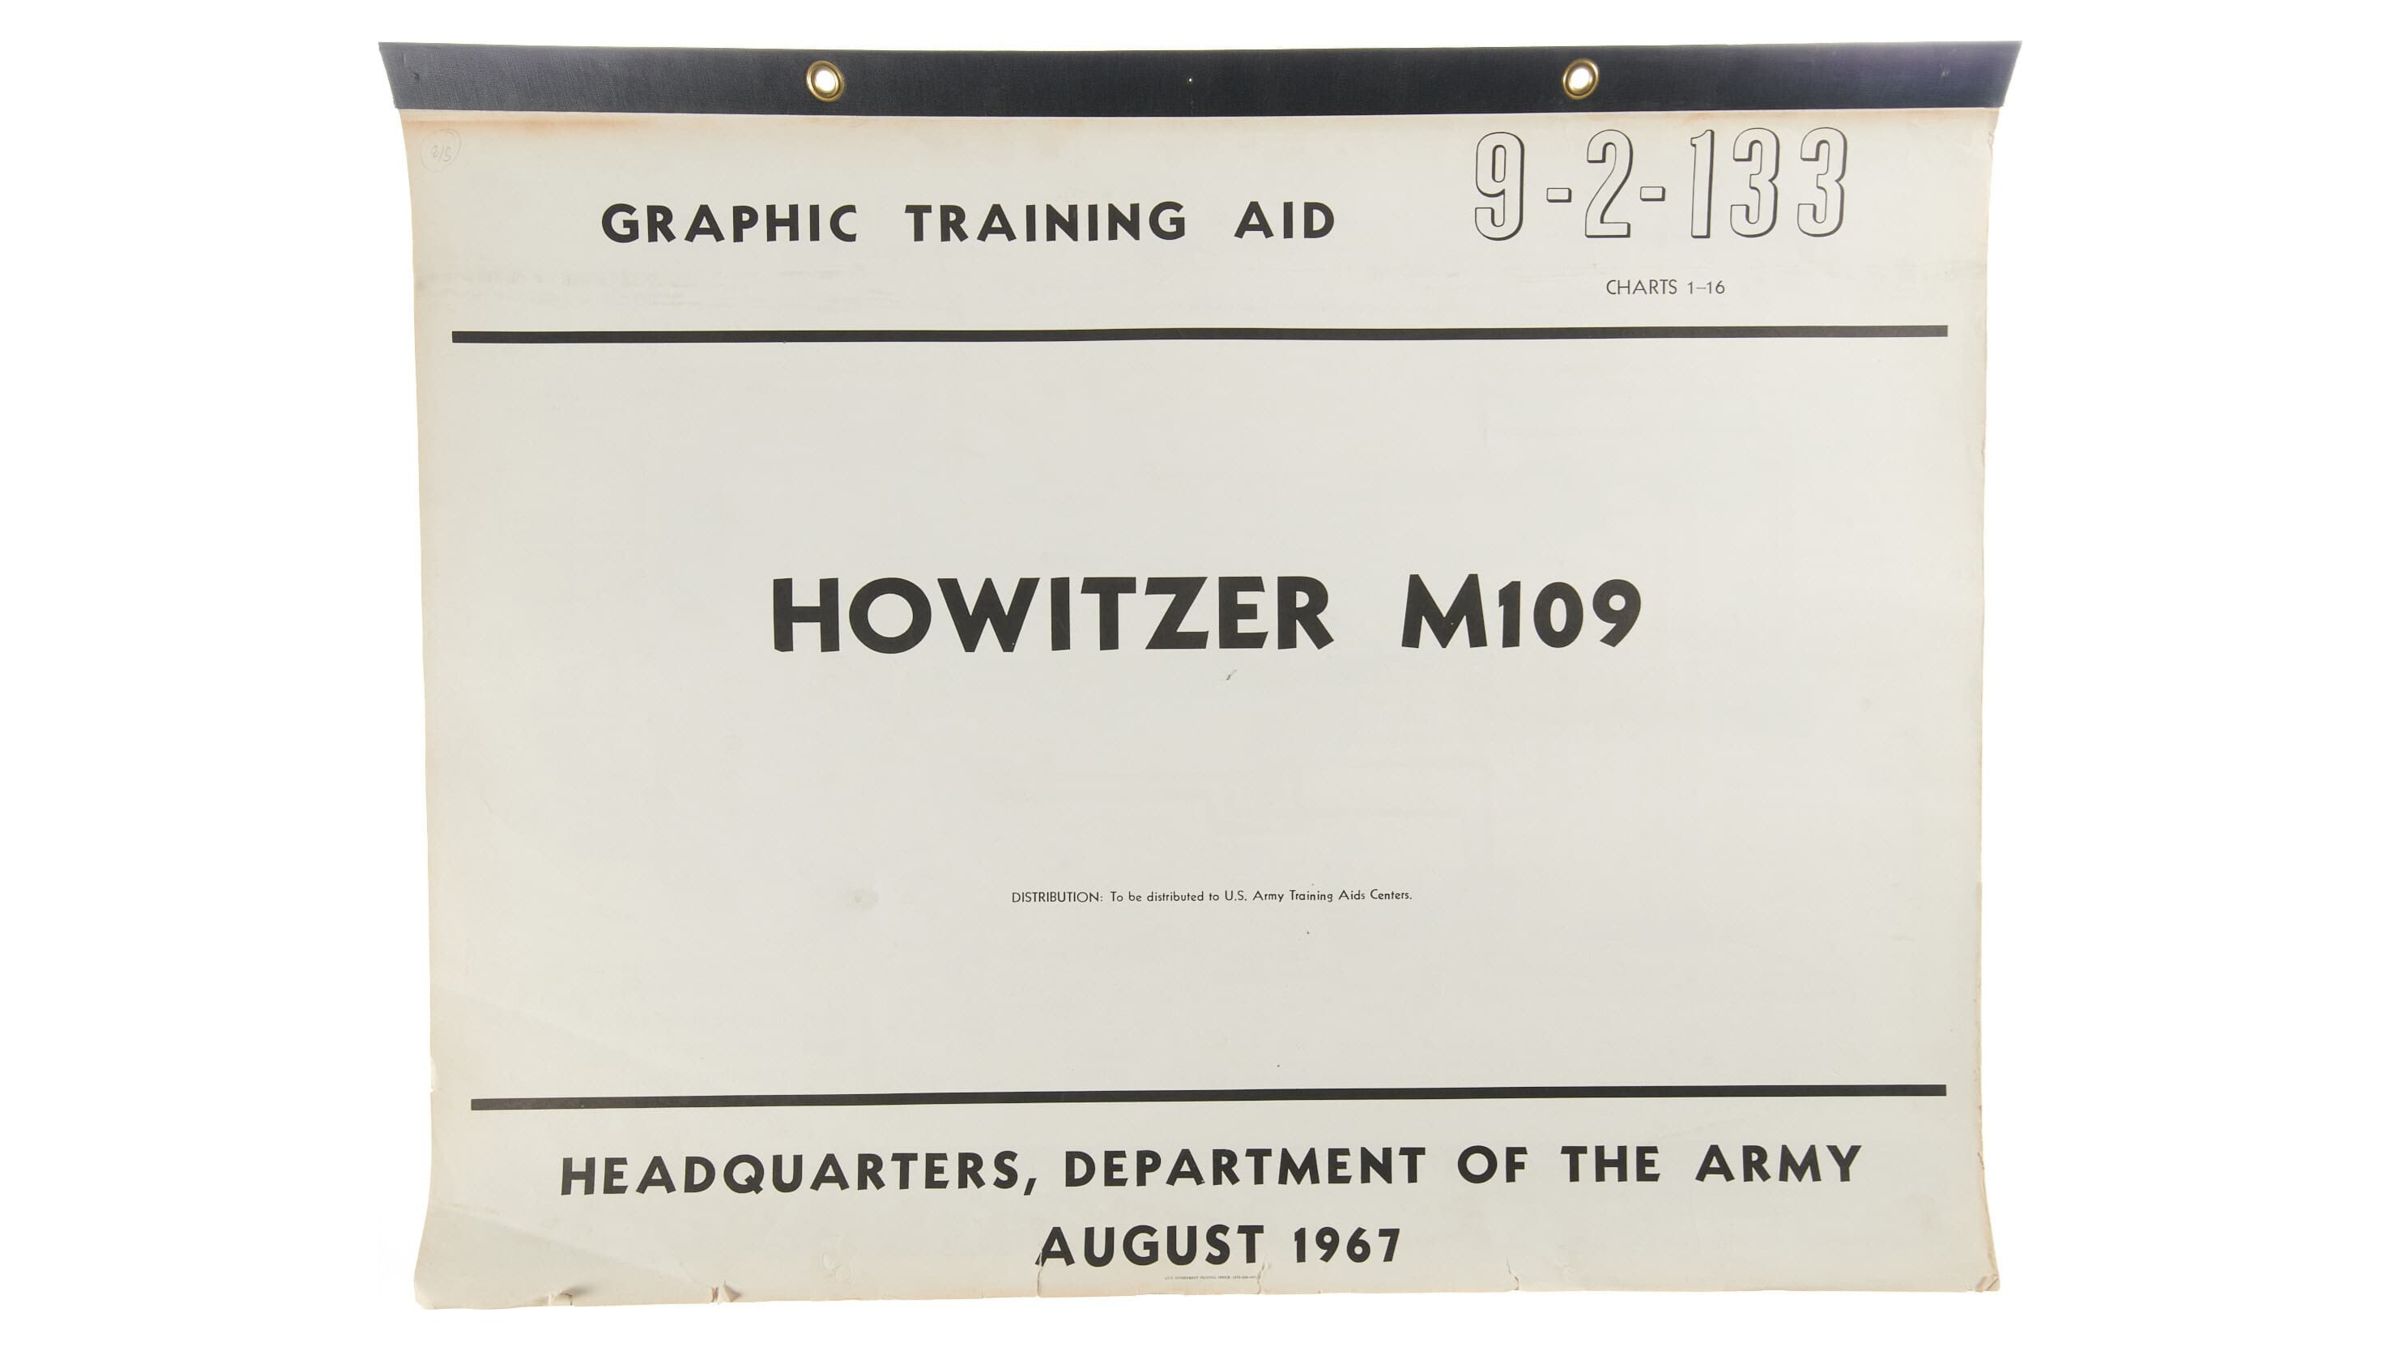 9-2-133
GRAPHIC TRAINING AID
CHARTS 1-16
HOWITZER M109
DISTRIBUTION: To be distributed to U.S. Army Training Aids Centers.
HEADQUARTERS, DEPARTMENT OF THE ARMY
AUGUST 1967